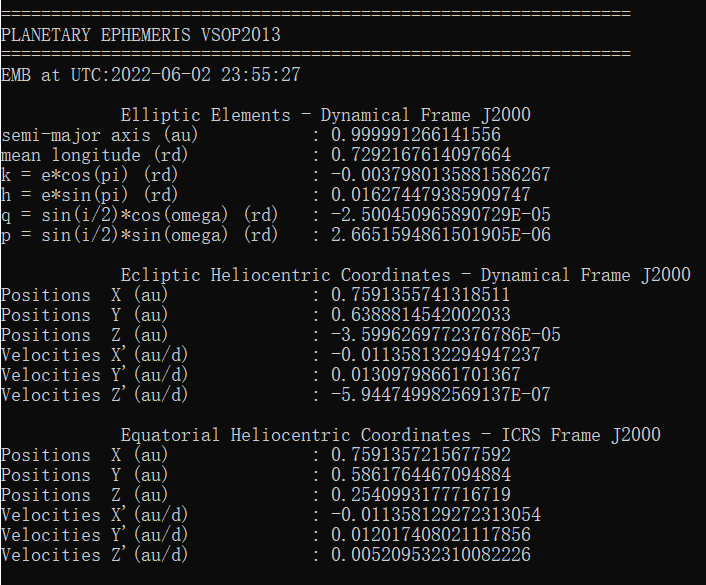 ===============================================================
PLANETARY EPHEMERIS VSOP2013
===============================================================
EMB at UTC:2022-06-02 23:55:27
Elliptic Elements - Dynamical Frame J2000
semi-major axis (au) : 0.999991266141556
mean longitude (rd) : 0.7292167614097664
k = e*cos(pi) (rd) : -0.0037980135881586267
h = e*sin(pi) (rd) : 0.016274479385909747
q = sin(i/2)*cos(omega) (rd) : -2.500450965890729E-05
p = sin(i/2)*sin(omega) (rd) : 2.6651594861501905E-06
Ecliptic Heliocentric Coordinates - Dynamical Frame J2000
Positions X (au) : 0.7591355741318511
Positions Y (au) : 0.6388814542002033
Positions Z (au) : -3.5996269772376786E-05
Velocities X'(au/d) : -0.011358132294947237
Velocities Y'(au/d) : 0.01309798661701367
Velocities Z'(au/d) : -5.944749982569137E-07
Equatorial Heliocentric Coordinates - ICRS Frame J2000
Positions X (au) : 0.7591357215677592
Positions Y (au) : 0.5861764467094884
Positions Z (au) : 0.2540993177716719
Velocities X'(au/d) : -0.011358129272313054
Velocities Y'(au/d) : 0.012017408021117856
Velocities Z'(au/d) : 0.005209532310082226